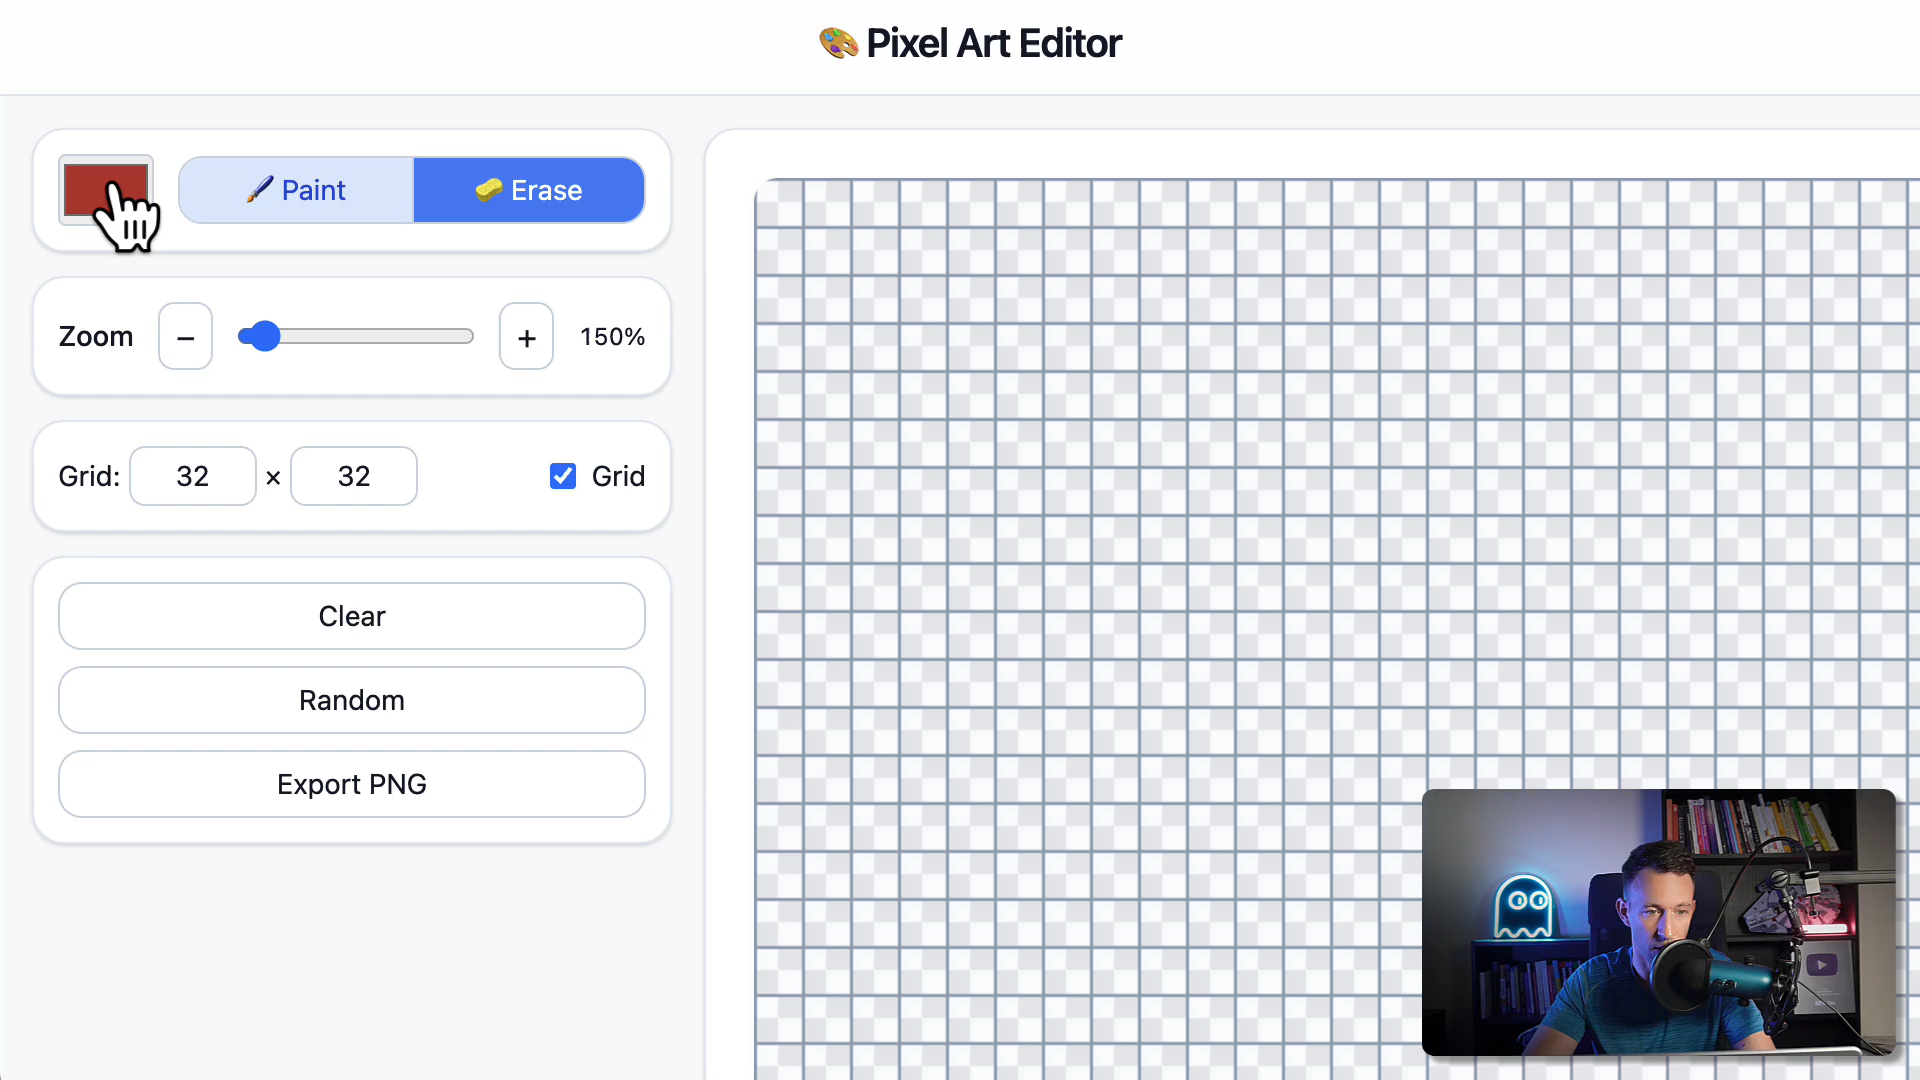 Pixel Art Editor
Paint
Erase
Zoom
−
+
150%
Grid:
32
×
32
Grid
Clear
Random
Export PNG